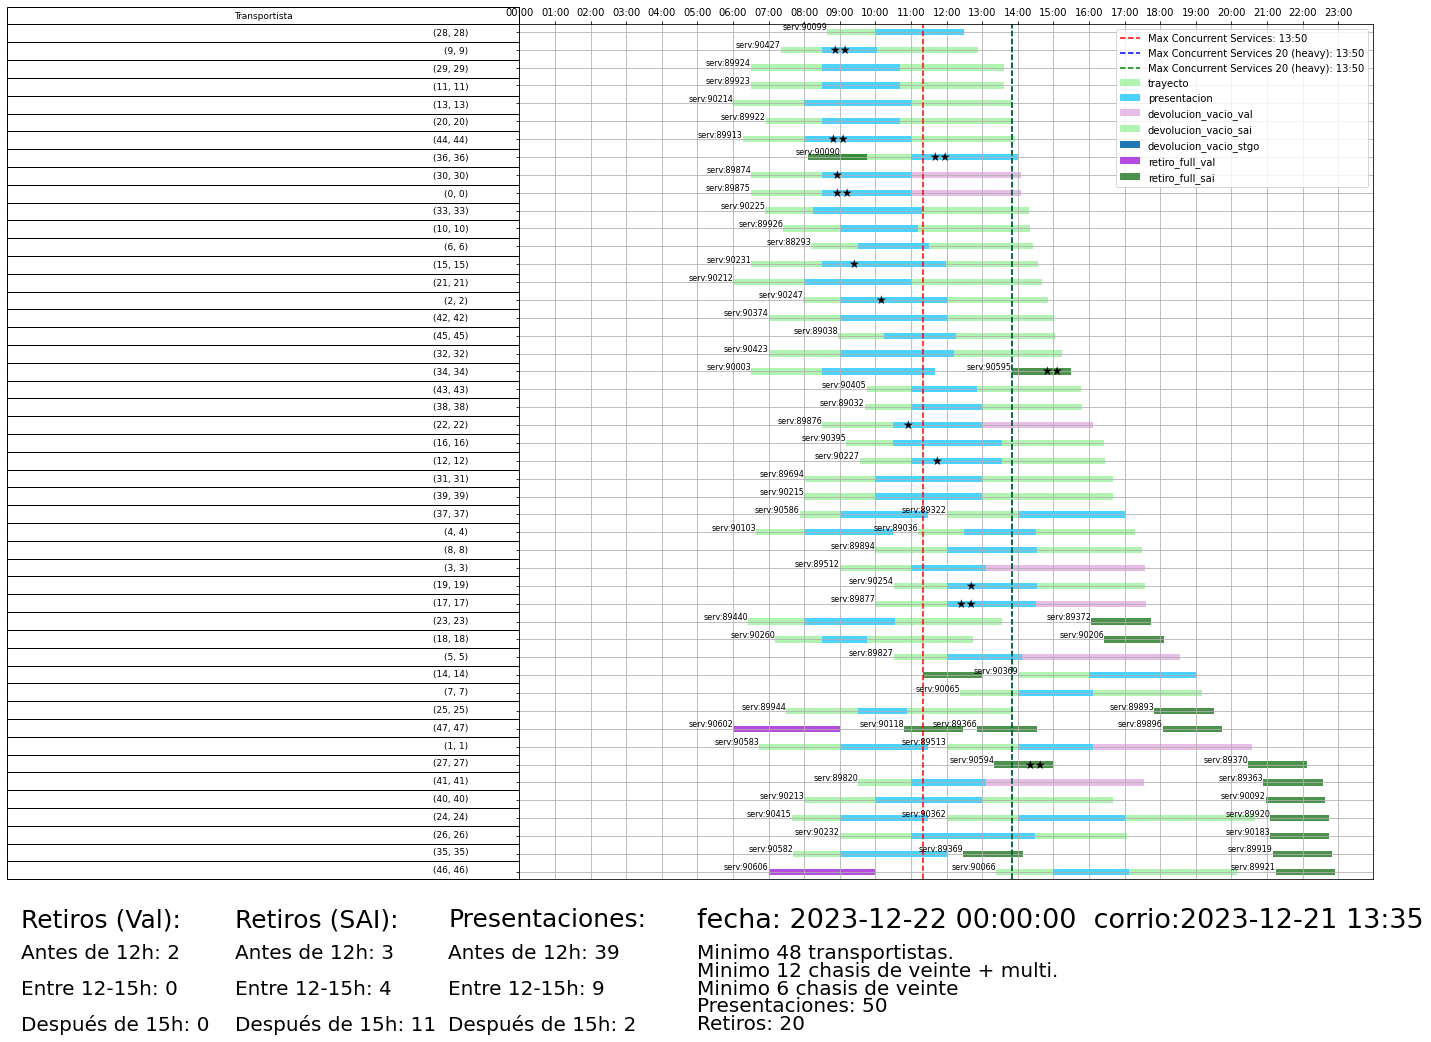 Transportista
00:00 01:00 02:00 03:00 04:00 05:00 06:00 07:00 08:00 09:00 10:00 11:00 12:00 13:00 14:00 15:00 16:00 17:00 18:00 19:00 20:00 21:00 22:00 23:00
(28, 28) serv:90099
(9, 9) serv:90427
(29, 29) serv:89924
(11, 11) serv:89923
(13, 13) serv:90214
(20, 20) serv:89922
(44, 44) serv:89913
(36, 36) serv:90090
(30, 30) serv:89874
(0, 0) serv:89875
(33, 33) serv:90225
(10, 10) serv:89926
(6, 6) serv:88293
(15, 15) serv:90231
(21, 21) serv:90212
(2, 2) serv:90247
(42, 42) serv:90374
(45, 45) serv:89038
(32, 32) serv:90423
(34, 34) serv:90003 serv:90595
(43, 43) serv:90405
(38, 38) serv:89032
(22, 22) serv:89876
(16, 16) serv:90395
(12, 12) serv:90227
(31, 31) serv:89694
(39, 39) serv:90215
(37, 37) serv:90586 serv:89322
(4, 4) serv:90103 serv:89036
(8, 8) serv:89894
(3, 3) serv:89512
(19, 19) serv:90254
(17, 17) serv:89877
(23, 23) serv:89440 serv:89372
(18, 18) serv:90260 serv:90206
(5, 5) serv:89827
(14, 14) serv:90369
(7, 7) serv:90065
(25, 25) serv:89944 serv:89893
(47, 47) serv:90602 serv:90118 serv:89366 serv:89896
(1, 1) serv:90583 serv:89513
(27, 27) serv:90594 serv:89370
(41, 41) serv:89820 serv:89363
(40, 40) serv:90213 serv:90092
(24, 24) serv:90415 serv:90362 serv:89920
(26, 26) serv:90232 serv:90183
(35, 35) serv:90582 serv:89369 serv:89919
(46, 46) serv:90606 serv:90066 serv:89921
Max Concurrent Services: 13:50
Max Concurrent Services 20 (heavy): 13:50
Max Concurrent Services 20 (heavy): 13:50
trayecto
presentacion
devolucion_vacio_val
devolucion_vacio_sai
devolucion_vacio_stgo
retiro_full_val
retiro_full_sai
Retiros (Val):
Antes de 12h: 2
Entre 12-15h: 0
Después de 15h: 0
Retiros (SAI):
Antes de 12h: 3
Entre 12-15h: 4
Después de 15h: 11
Presentaciones:
Antes de 12h: 39
Entre 12-15h: 9
Después de 15h: 2
fecha: 2023-12-22 00:00:00 corrio:2023-12-21 13:35
Minimo 48 transportistas.
Minimo 12 chasis de veinte + multi.
Minimo 6 chasis de veinte
Presentaciones: 50
Retiros: 20